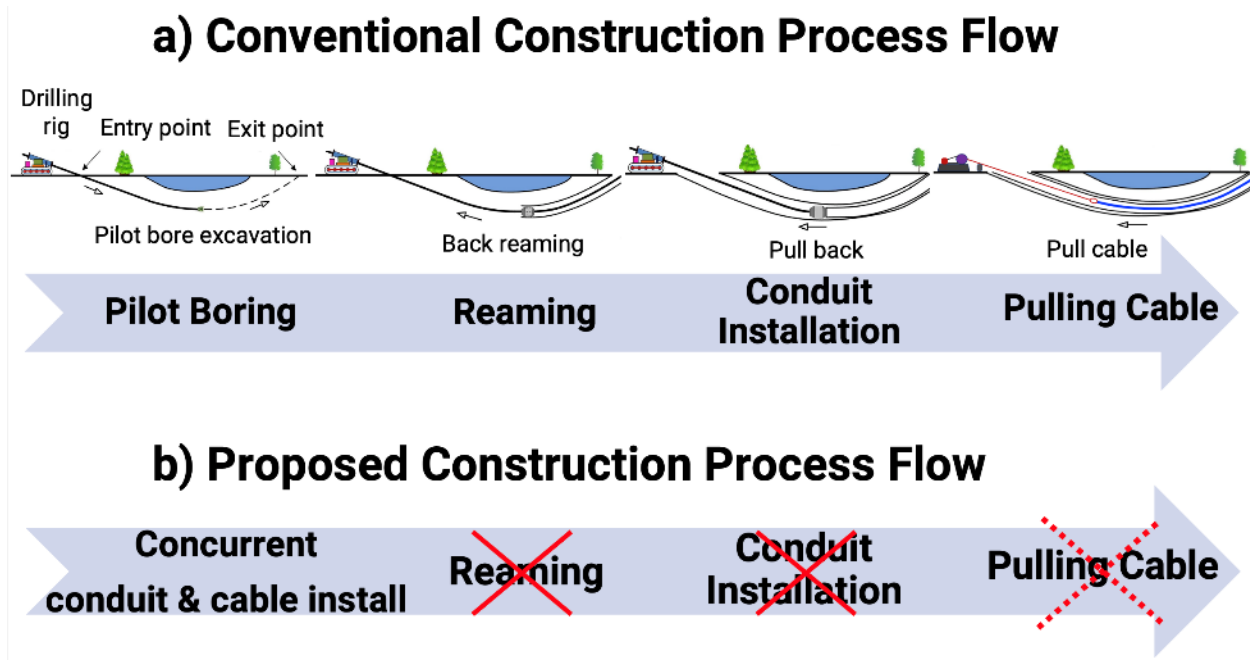 a) Conventional Construction Process Flow
Drilling
rig
Entry point
Exit point
Pilot bore excavation
Back reaming
Pull back
Pull cable
Pilot Boring
Reaming
Conduit
Installation
Pulling Cable
b) Proposed Construction Process Flow
Concurrent
conduit & cable install
Reaming
Conduit
Installation
Pulling Cable